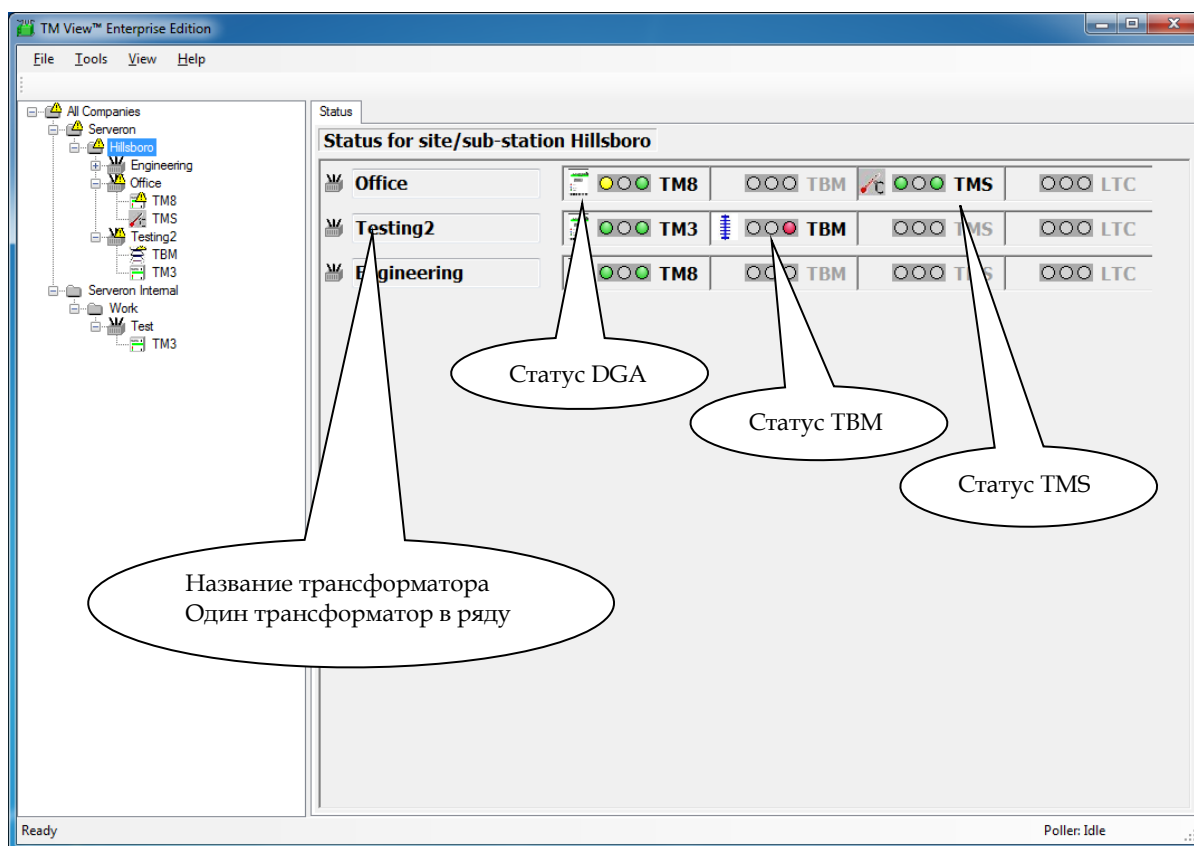 TM View™ Enterprise Edition
File Tools View Help
All Companies
Serveron
Hillsboro
Engineering
Office
TM8
TMS
Testing2
TBM
TM3
Serveron Internal
Work
Test
TM3
Status
Status for site/sub-station Hillsboro
Office TM8 TBM TMS LTC
Testing2 TM3 TBM TMS LTC
Engineering TM8 TBM TMS LTC
Статус DGA
Статус TBM
Статус TMS
Название трансформатора
Один трансформатор в ряду
Ready Poller: Idle